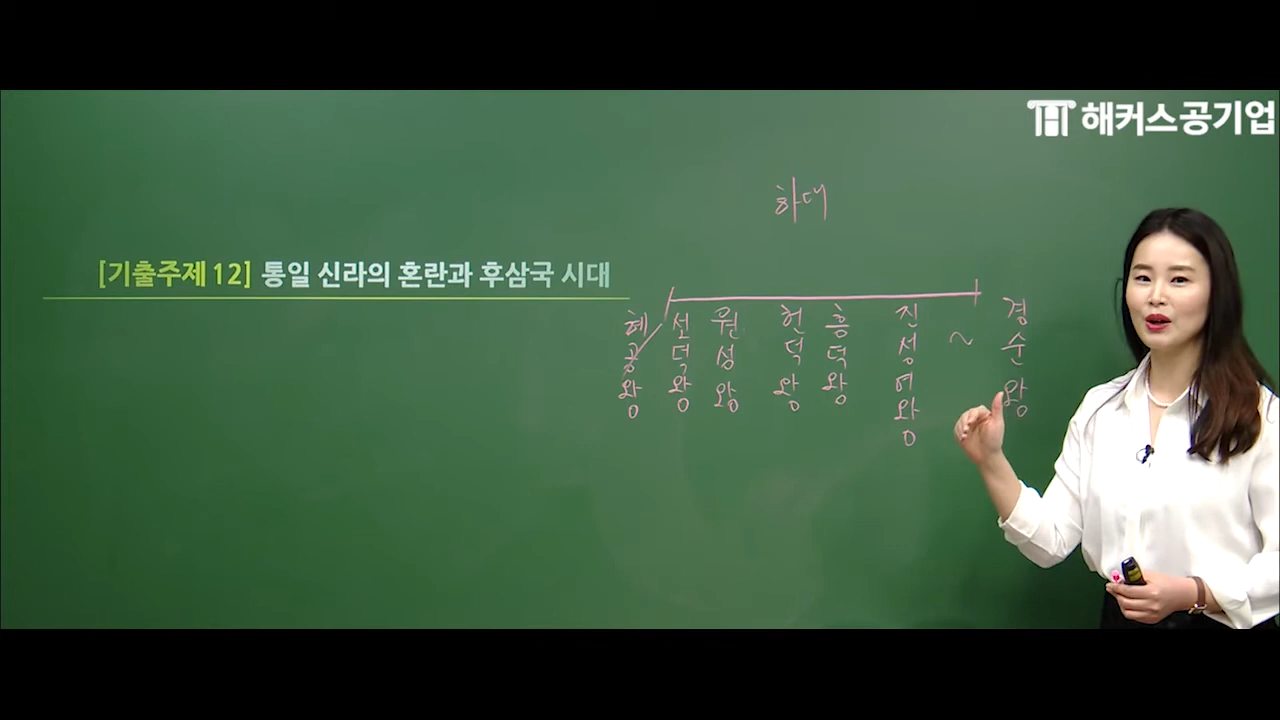 해커스공기업
하대
[기출주제 12] 통일 신라의 혼란과 후삼국 시대
혜공왕
선덕왕
원성왕
헌덕왕
흥덕왕
진성여왕
~
경순왕